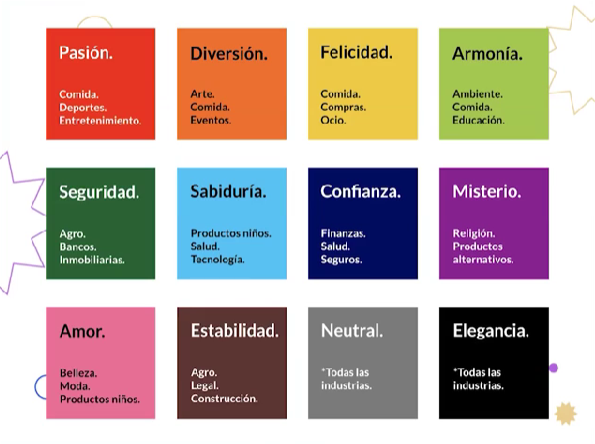 Pasión.
Comida.
Deportes.
Entretenimiento.
Diversión.
Arte.
Comida.
Eventos.
Felicidad.
Comida.
Compras.
Ocio.
Armonía.
Ambiente.
Comida.
Educación.
Seguridad.
Agro.
Bancos.
Inmobiliarias.
Sabiduría.
Productos niños.
Salud.
Tecnología.
Confianza.
Finanzas.
Salud.
Seguros.
Misterio.
Religión.
Productos
alternativos.
Amor.
Belleza.
Moda.
Productos niños.
Estabilidad.
Agro.
Legal.
Construcción.
Neutral.
*Todas las
industrias.
Elegancia.
*Todas las
industrias.